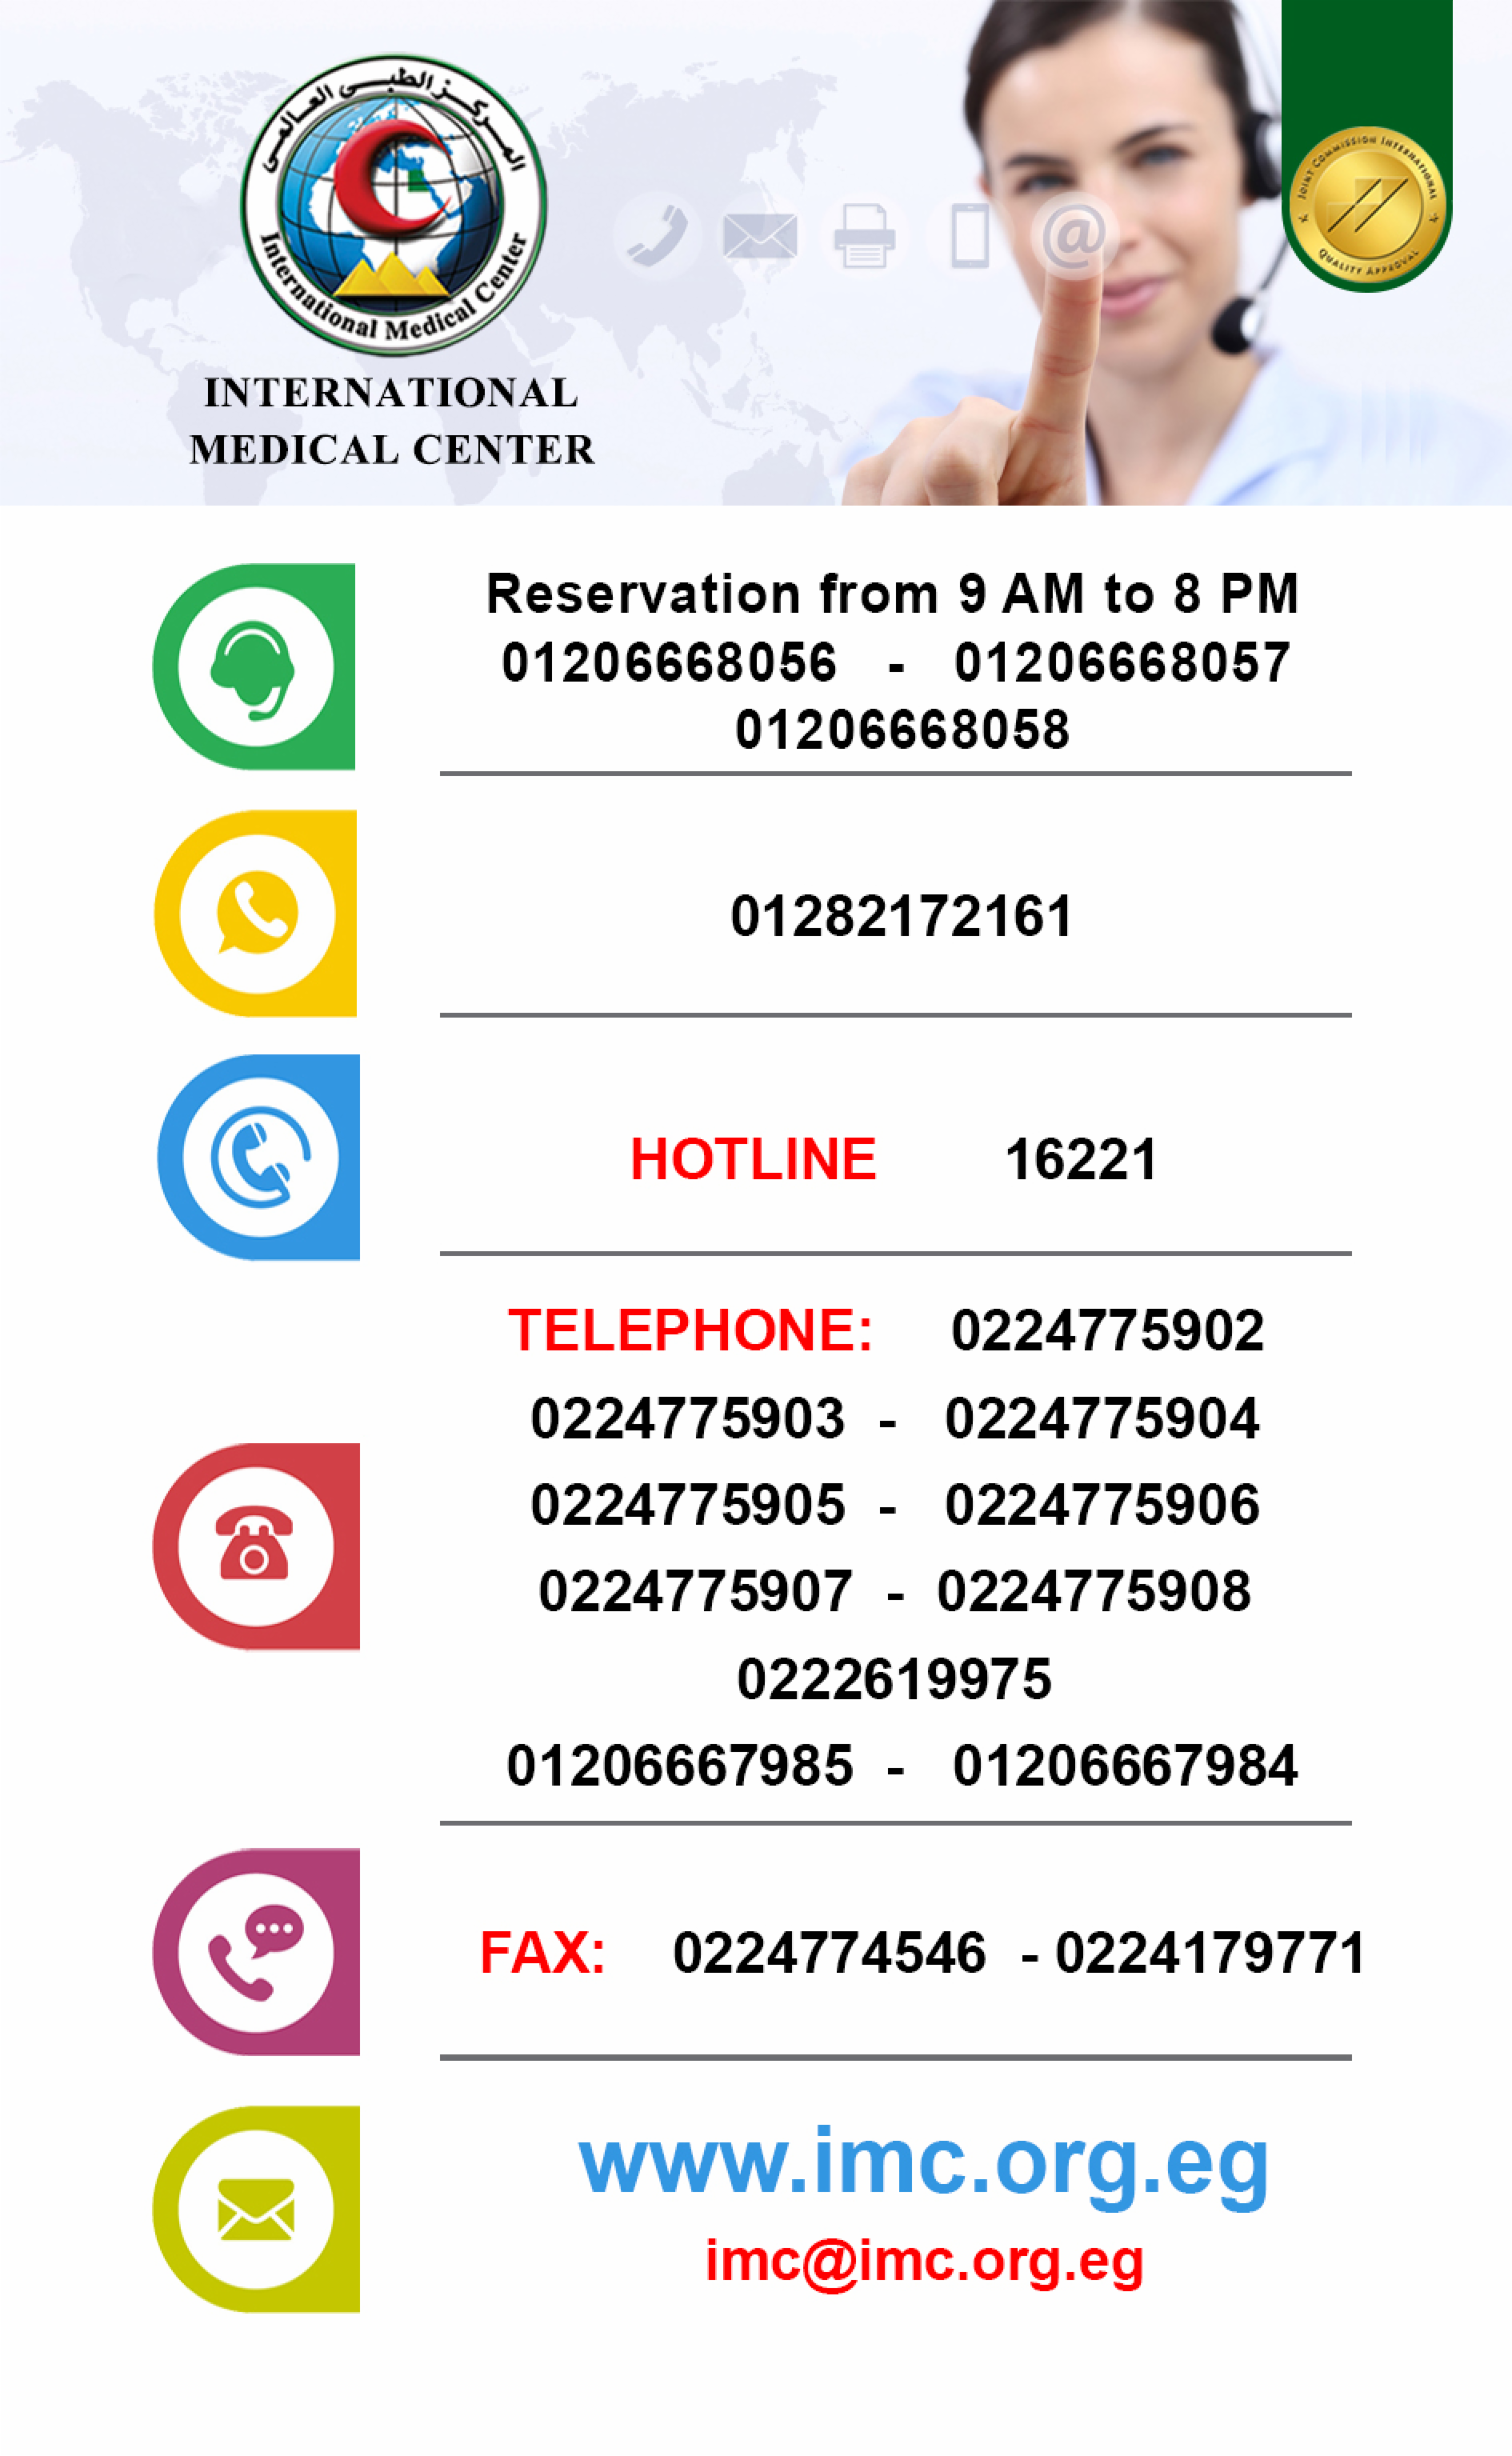 المركز الطبى العالمى
International Medical Center
INTERNATIONAL
MEDICAL CENTER
@
JOINT COMMISSION INTERNATIONAL
QUALITY APPROVAL
Reservation from 9 AM to 8 PM
01206668056 - 01206668057
01206668058
01282172161
HOTLINE 16221
TELEPHONE: 0224775902
0224775903 - 0224775904
0224775905 - 0224775906
0224775907 - 0224775908
0222619975
01206667985 - 01206667984
FAX: 0224774546 - 0224179771
www.imc.org.eg
imc@imc.org.eg